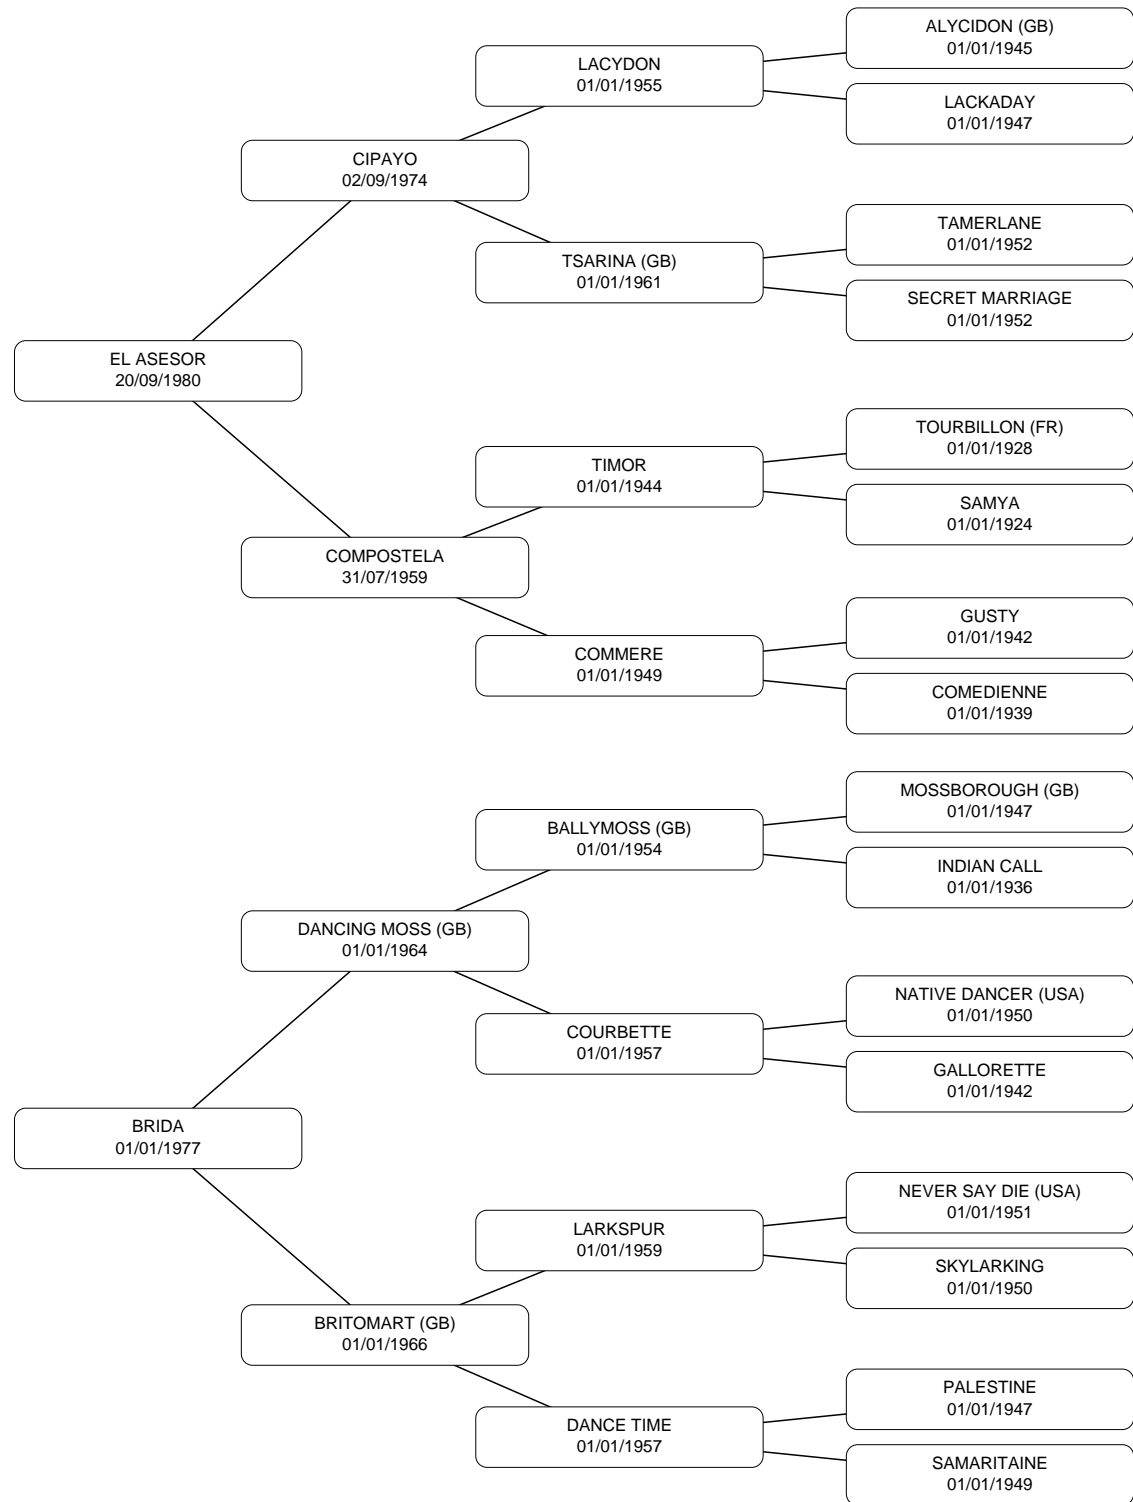 ALYCIDON (GB)
01/01/1945
LACYDON
01/01/1955
LACKADAY
01/01/1947
CIPAYO
02/09/1974
TAMERLANE
01/01/1952
TSARINA (GB)
01/01/1961
SECRET MARRIAGE
01/01/1952
EL ASESOR
20/09/1980
TOURBILLON (FR)
01/01/1928
TIMOR
01/01/1944
SAMYA
01/01/1924
COMPOSTELA
31/07/1959
GUSTY
01/01/1942
COMMERE
01/01/1949
COMEDIENNE
01/01/1939
MOSSBOROUGH (GB)
01/01/1947
BALLYMOSS (GB)
01/01/1954
INDIAN CALL
01/01/1936
DANCING MOSS (GB)
01/01/1964
NATIVE DANCER (USA)
01/01/1950
COURBETTE
01/01/1957
GALLORETTE
01/01/1942
BRIDA
01/01/1977
NEVER SAY DIE (USA)
01/01/1951
LARKSPUR
01/01/1959
SKYLARKING
01/01/1950
BRITOMART (GB)
01/01/1966
PALESTINE
01/01/1947
DANCE TIME
01/01/1957
SAMARITAINE
01/01/1949